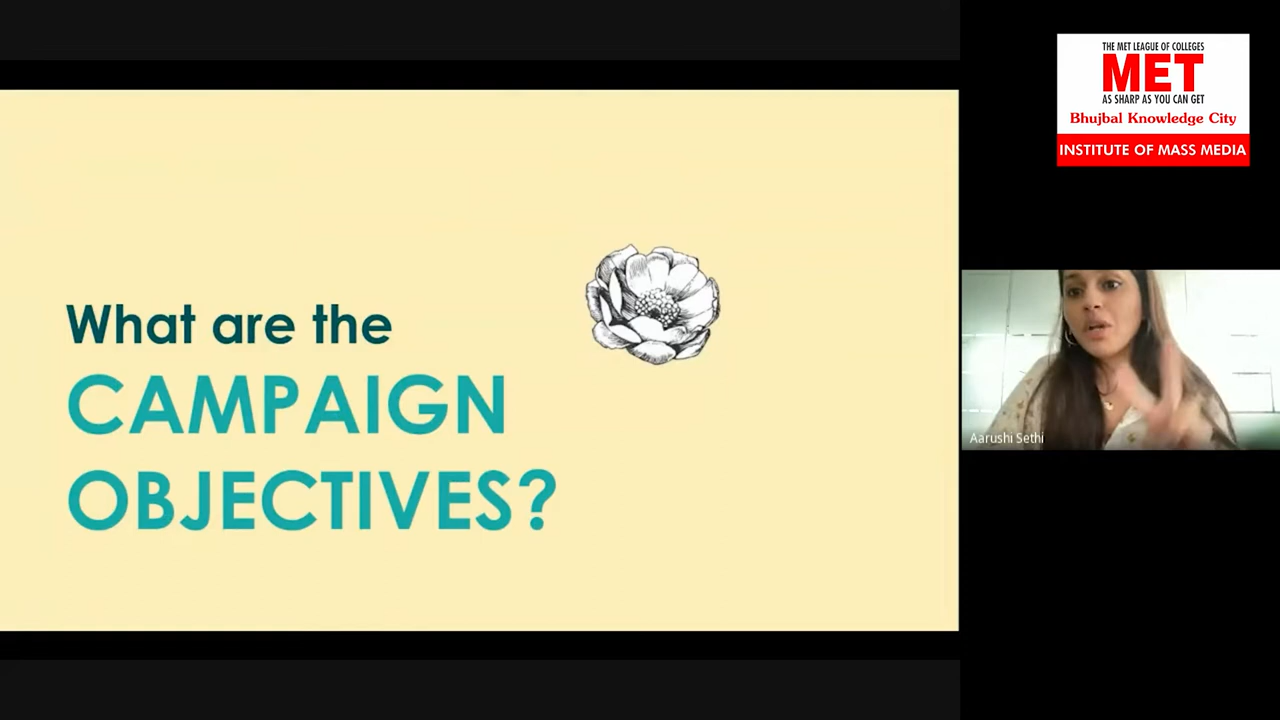 What are the
CAMPAIGN
OBJECTIVES?
THE MET LEAGUE OF COLLEGES
MET
AS SHARP AS YOU CAN GET
Bhujbal Knowledge City
INSTITUTE OF MASS MEDIA
Aarushi Sethi